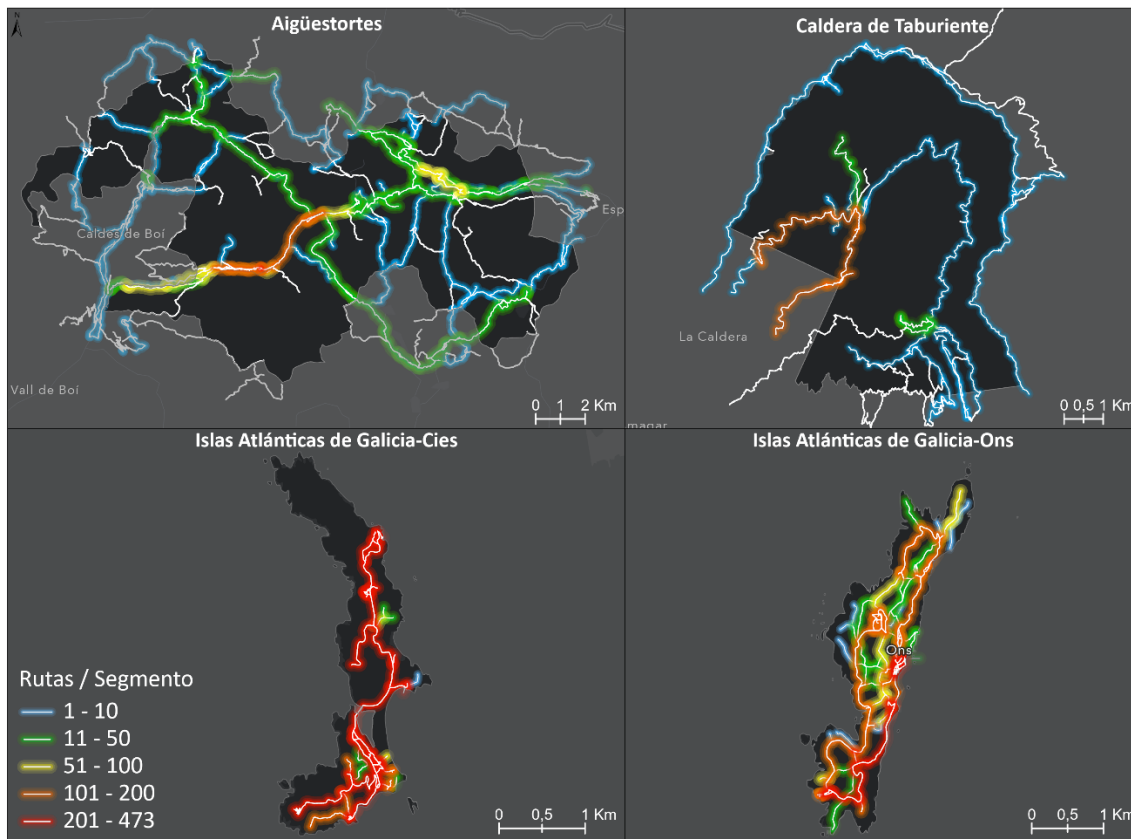 N
Aigüestortes
Caldes de Boí
Esp
Vall de Boí
0 1 2 Km
Caldera de Taburiente
La Caldera
magar
0 0,5 1 Km
Islas Atlánticas de Galicia-Cies
Rutas / Segmento
1 - 10
11 - 50
51 - 100
101 - 200
201 - 473
0 0,5 1 Km
Islas Atlánticas de Galicia-Ons
Ons
0 0,5 1 Km